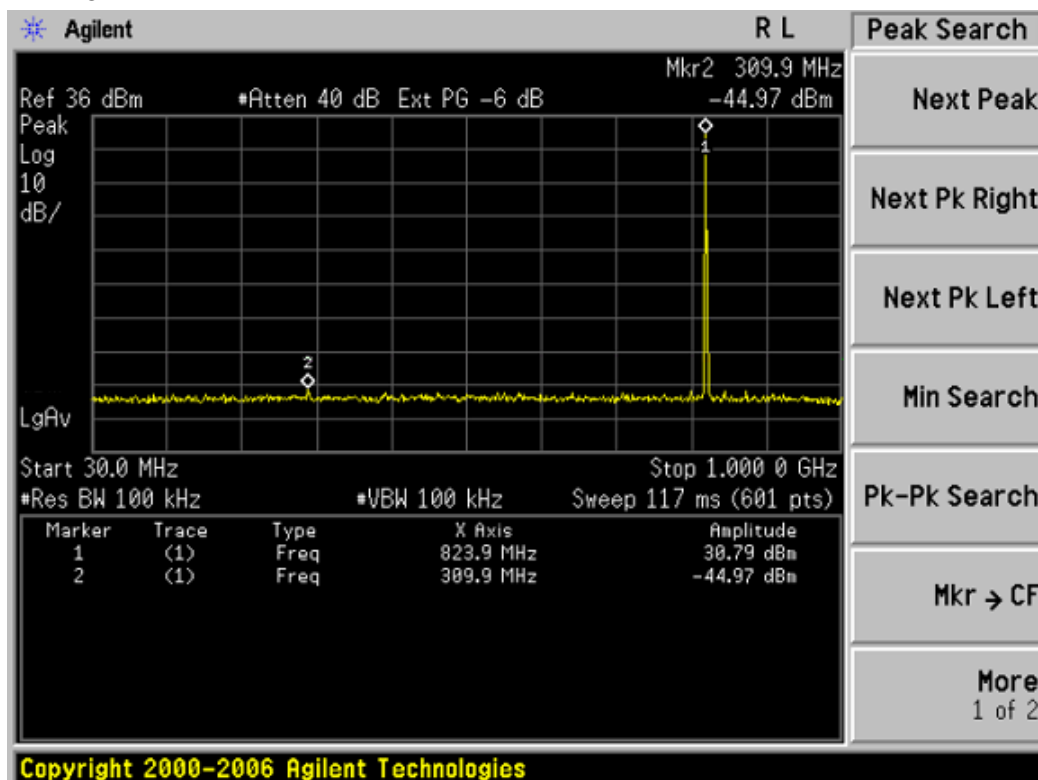 Agilent R L Peak Search
Mkr2 309.9 MHz
Ref 36 dBm #Atten 40 dB Ext PG -6 dB -44.97 dBm
Peak
Log
10
dB/
1
2
LgAv
Start 30.0 MHz Stop 1.000 0 GHz
#Res BW 100 kHz #VBW 100 kHz Sweep 117 ms (601 pts)
Marker Trace Type X Axis Amplitude
1 (1) Freq 823.9 MHz 30.79 dBm
2 (1) Freq 309.9 MHz -44.97 dBm
Next Peak
Next Pk Right
Next Pk Left
Min Search
Pk-Pk Search
Mkr → CF
More
1 of 2
Copyright 2000-2006 Agilent Technologies